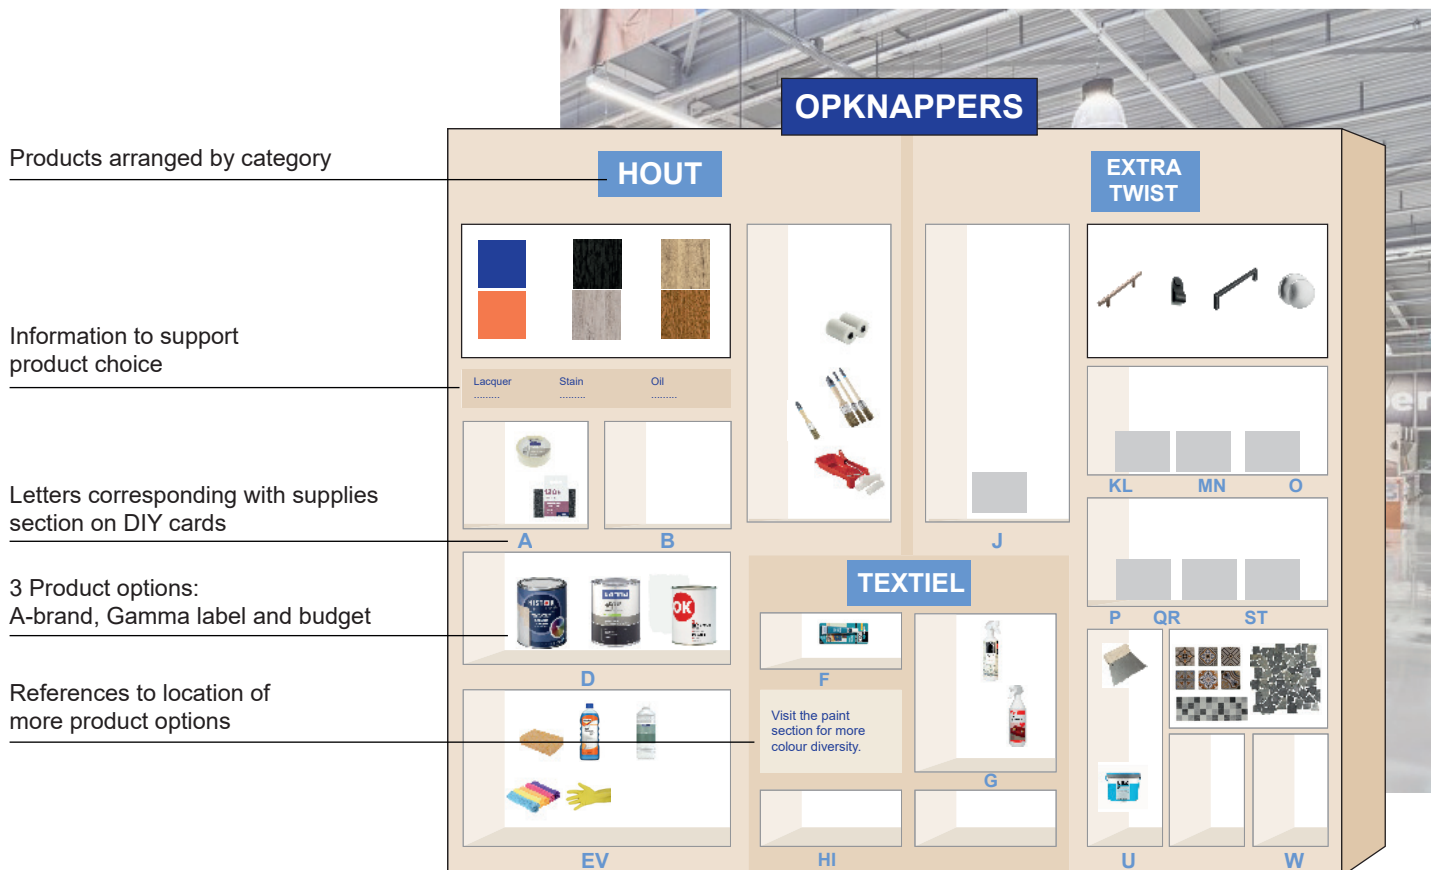 OPKNAPPERS
Products arranged by category
HOUT
EXTRA
TWIST
Information to support
product choice
Lacquer
Stain
Oil
.........
.........
.........
Letters corresponding with supplies
section on DIY cards
KL
MN
O
A
B
J
3 Product options:
A-brand, Gamma label and budget
TEXTIEL
OK
P
QR
ST
D
F
References to location of
more product options
Visit the paint
section for more
colour diversity.
G
EV
HI
U
W